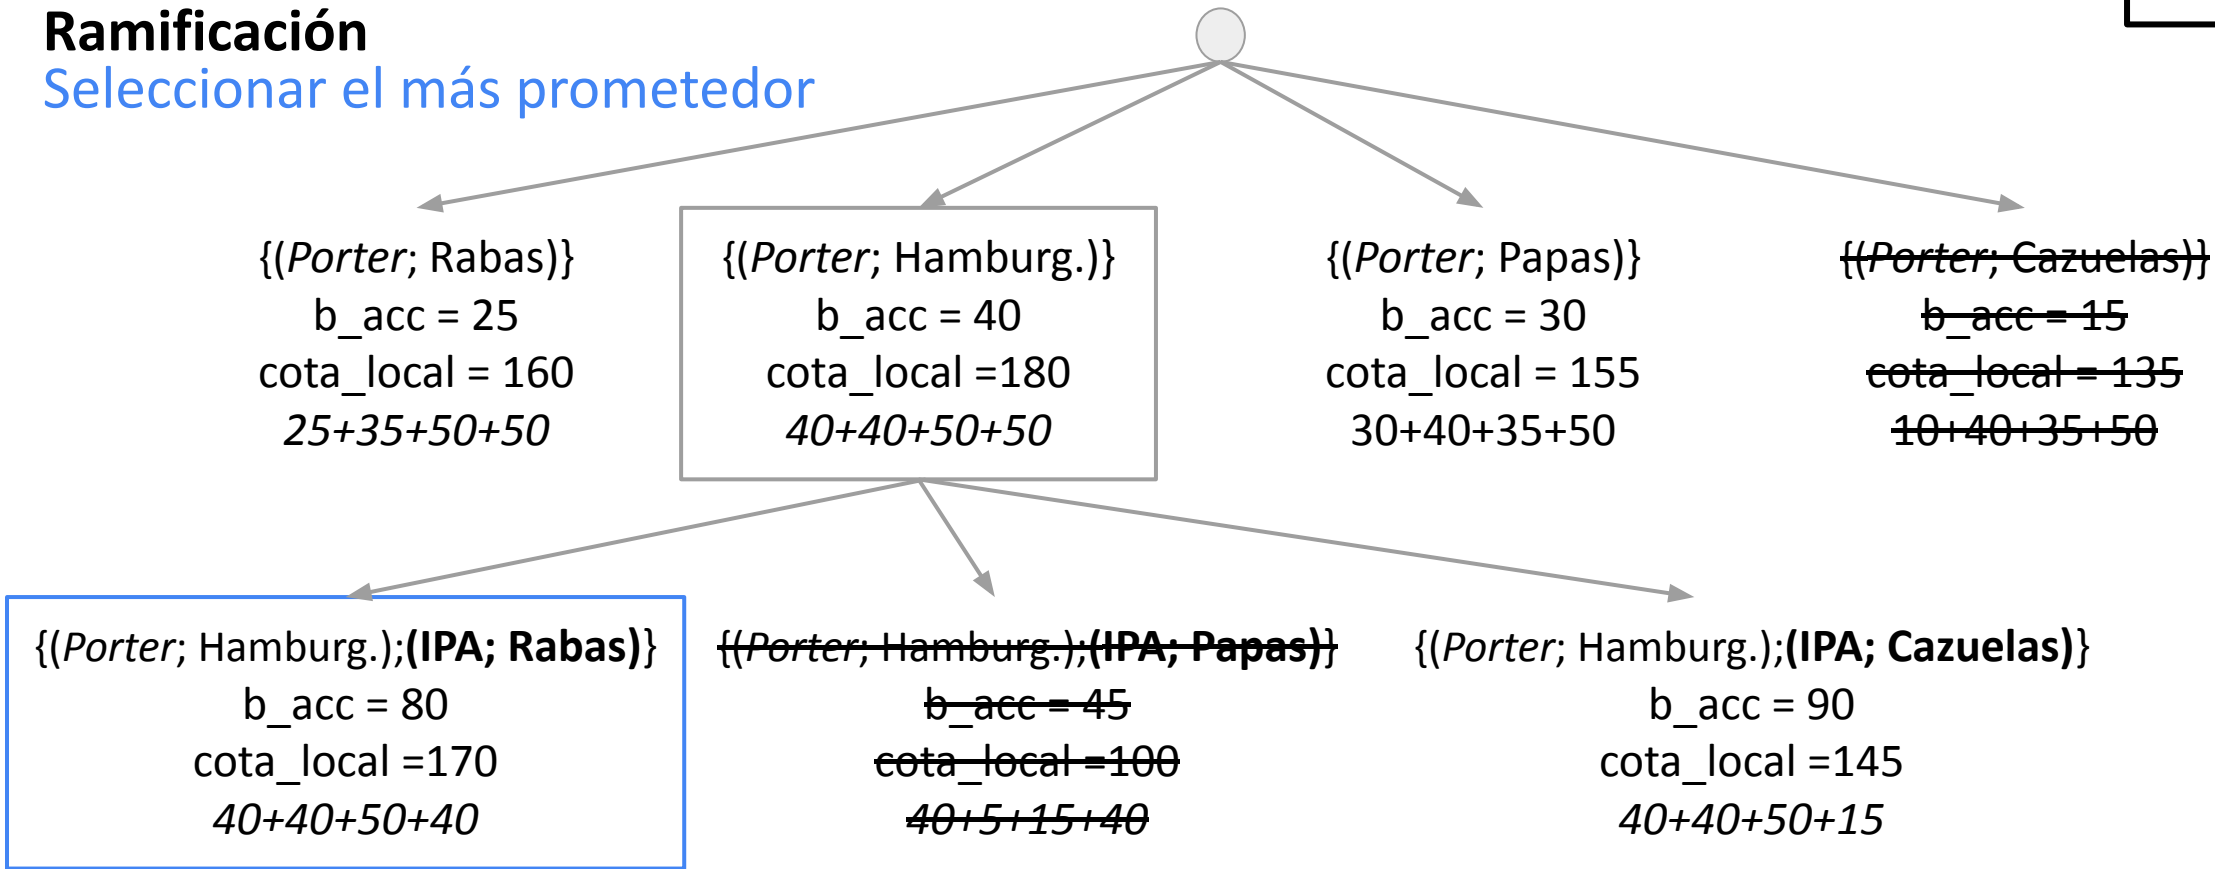 Ramificación
Seleccionar el más prometedor
{(Porter; Rabas)}
b_acc = 25
cota_local = 160
25+35+50+50
{(Porter; Hamburg.)}
b_acc = 40
cota_local =180
40+40+50+50
{(Porter; Papas)}
b_acc = 30
cota_local = 155
30+40+35+50
{(Porter; Cazuelas)}
b_acc = 15
cota_local = 135
10+40+35+50
{(Porter; Hamburg.);(IPA; Rabas)}
b_acc = 80
cota_local =170
40+40+50+40
{(Porter; Hamburg.);(IPA; Papas)}
b_acc = 45
cota_local =100
40+5+15+40
{(Porter; Hamburg.);(IPA; Cazuelas)}
b_acc = 90
cota_local =145
40+40+50+15